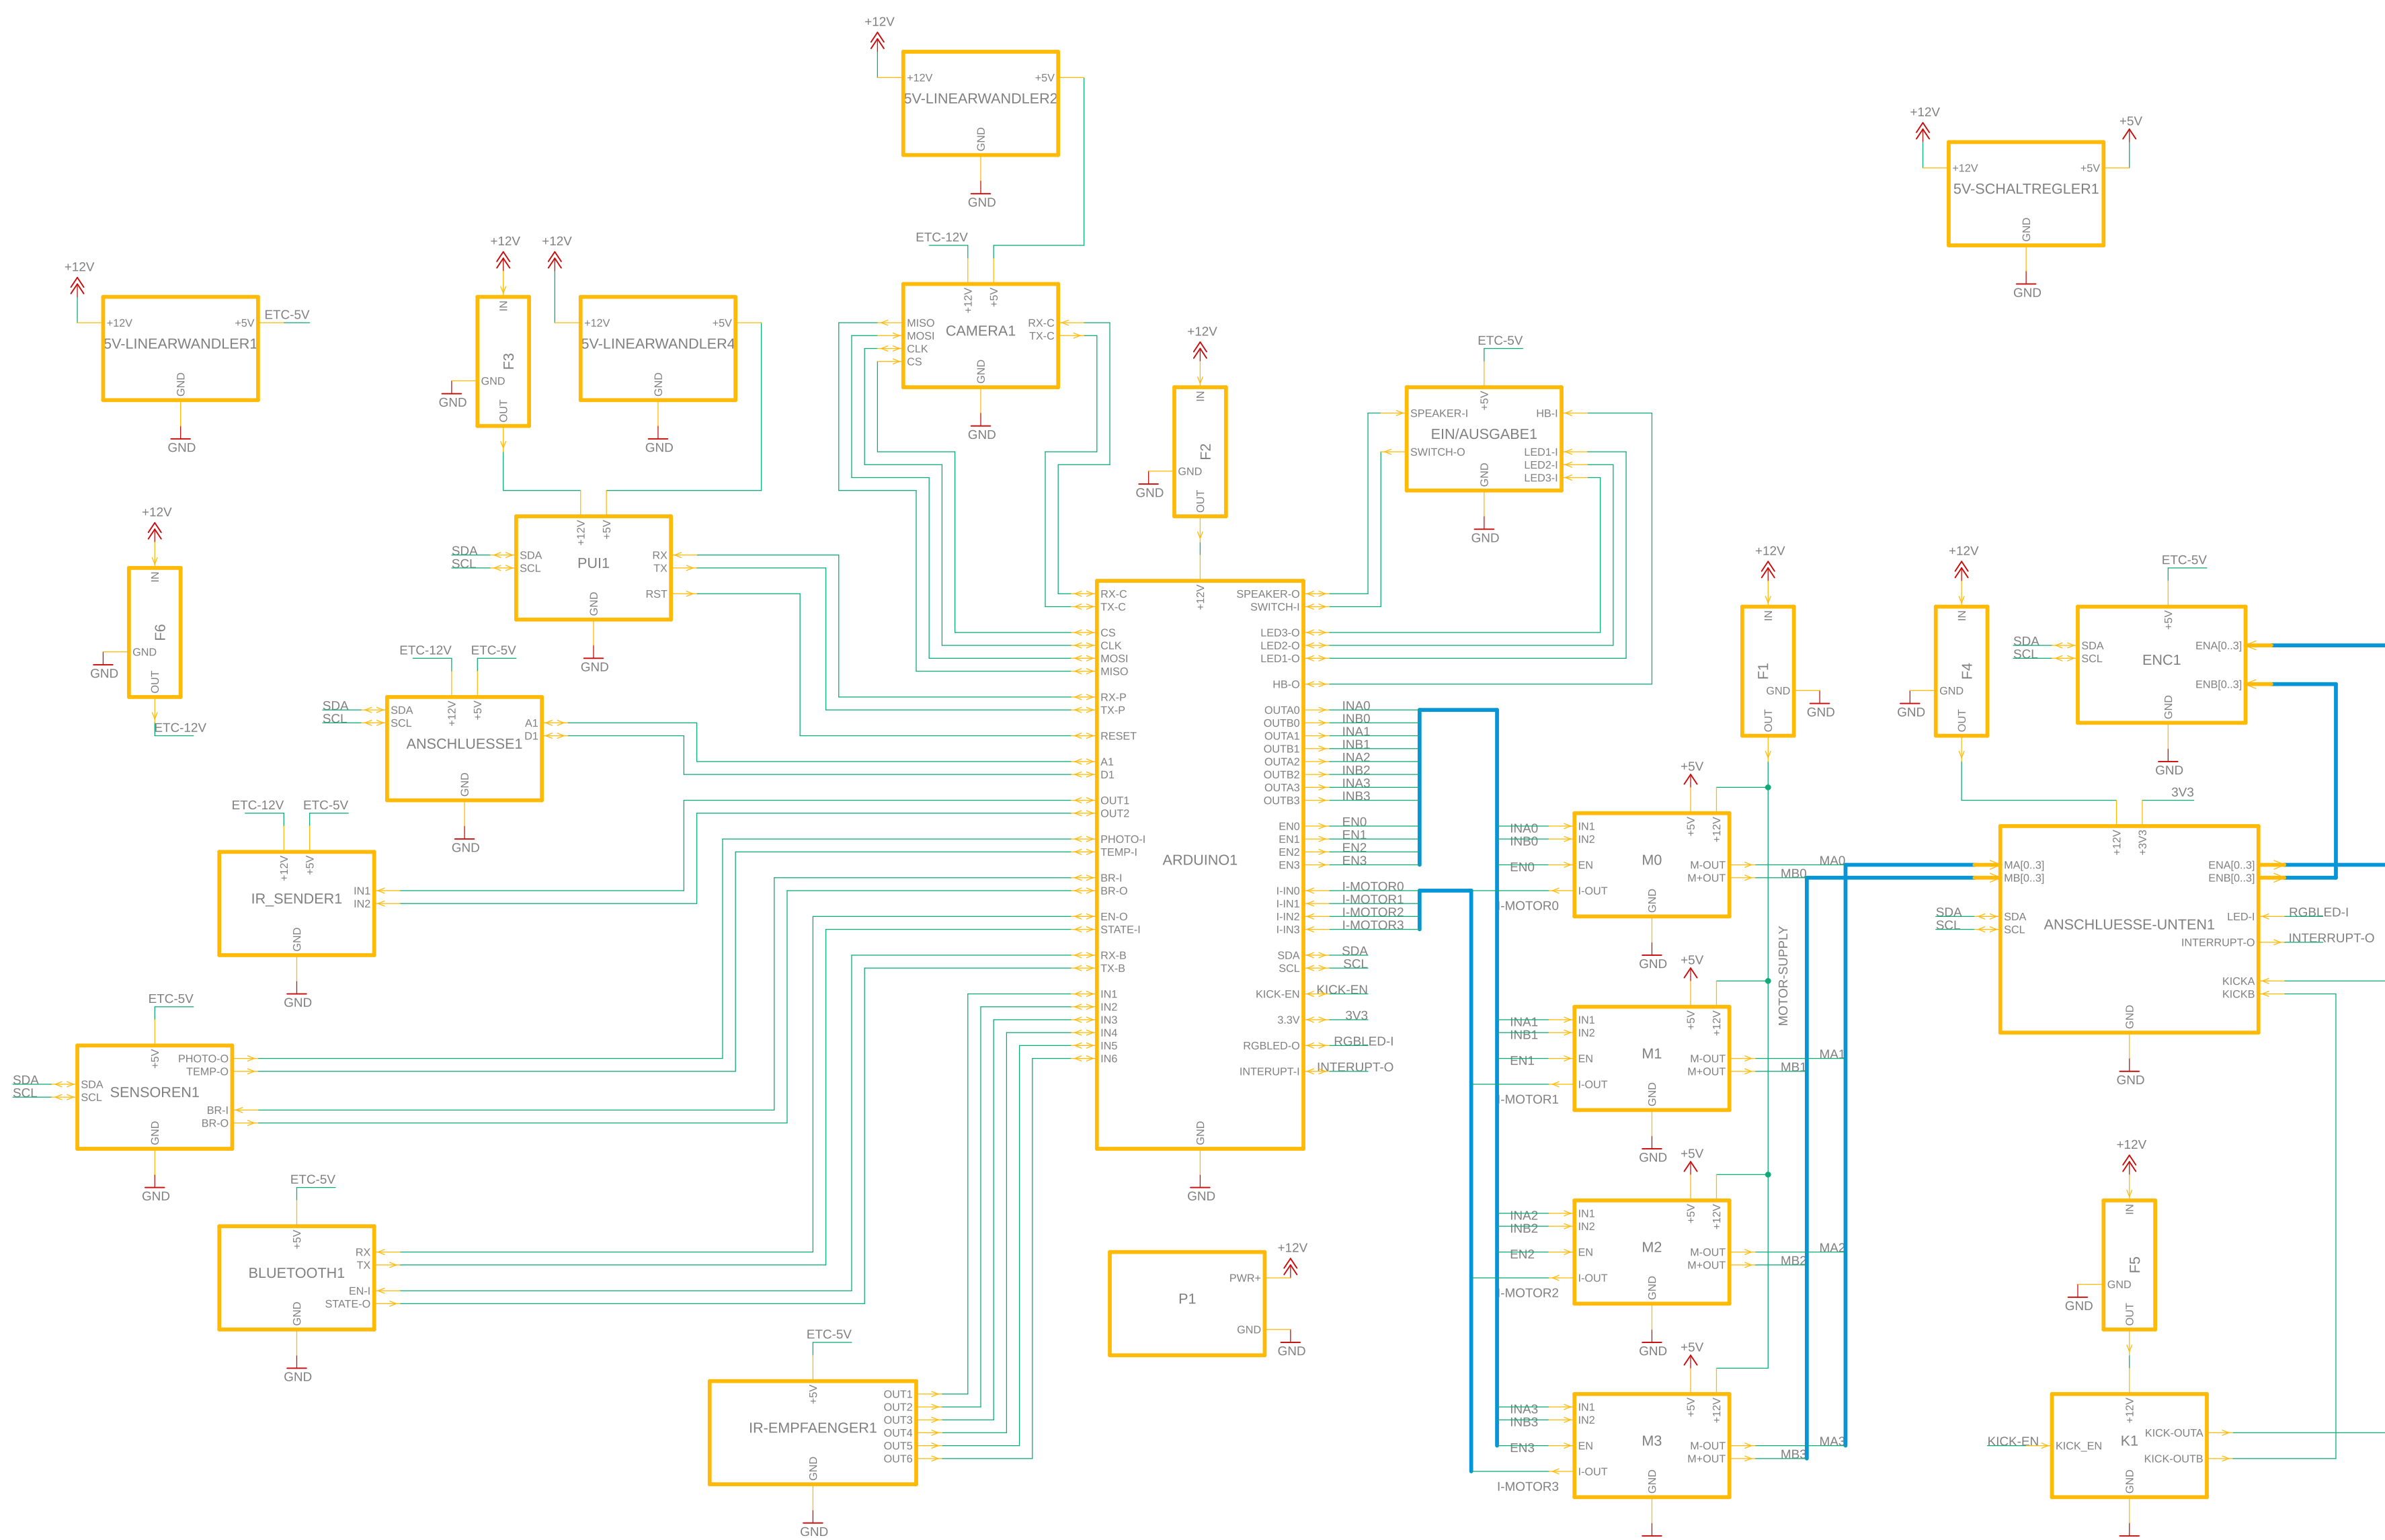 +12V
+12V
+5V
5V-LINEARWANDLER2
GND
GND
+12V
+5V
+12V
+5V
5V-SCHALTREGLER1
GND
GND
+12V
+12V
+5V
ETC-5V
5V-LINEARWANDLER1
GND
GND
+12V
IN
F3
GND
GND
OUT
+12V
+12V
+5V
5V-LINEARWANDLER4
GND
GND
ETC-12V
+12V
+5V
MISO
MOSI
CLK
CS
CAMERA1
RX-C
TX-C
GND
GND
+12V
IN
F2
GND
GND
OUT
ETC-5V
+5V
SPEAKER-I
HB-I
EIN/AUSGABE1
SWITCH-O
LED1-I
LED2-I
LED3-I
GND
GND
+12V
IN
F6
GND
GND
OUT
ETC-12V
+12V
+5V
SDA
SCL
SDA
SCL
PUI1
RX
TX
RST
GND
GND
ETC-12V
ETC-5V
+12V
+5V
SDA
SCL
SDA
SCL
ANSCHLUESSE1
A1
D1
GND
GND
ETC-12V
ETC-5V
+12V
+5V
IR_SENDER1
IN1
IN2
GND
GND
ETC-5V
+5V
SDA
SCL
SDA
SCL
SENSOREN1
PHOTO-O
TEMP-O
BR-I
BR-O
GND
GND
ETC-5V
+5V
BLUETOOTH1
RX
TX
EN-I
STATE-O
GND
GND
ETC-5V
+5V
IR-EMPFAENGER1
OUT1
OUT2
OUT3
OUT4
OUT5
OUT6
GND
GND
+12V
ARDUINO1
RX-C
TX-C
CS
CLK
MOSI
MISO
RX-P
TX-P
RESET
A1
D1
OUT1
OUT2
PHOTO-I
TEMP-I
BR-I
BR-O
EN-O
STATE-I
RX-B
TX-B
IN1
IN2
IN3
IN4
IN5
IN6
SPEAKER-O
SWITCH-I
LED3-O
LED2-O
LED1-O
HB-O
OUTA0 INA0
OUTB0 INB0
OUTA1 INA1
OUTB1 INB1
OUTA2 INA2
OUTB2 INB2
OUTA3 INA3
OUTB3 INB3
EN0 EN0
EN1 EN1
EN2 EN2
EN3 EN3
I-IN0 I-MOTOR0
I-IN1 I-MOTOR1
I-IN2 I-MOTOR2
I-IN3 I-MOTOR3
SDA SDA
SCL SCL
KICK-EN KICK-EN
3.3V 3V3
RGBLED-O RGBLED-I
INTERUPT-I INTERUPT-O
GND
GND
P1
PWR+
+12V
GND
GND
+12V
IN
F1
GND
GND
OUT
MOTOR-SUPPLY
+5V
+5V
+12V
INA0 IN1
INB0 IN2
EN0 EN
I-OUT
-MOTOR0
M0
M-OUT MA0
M+OUT MB0
GND
GND
+5V
+5V
+12V
INA1 IN1
INB1 IN2
EN1 EN
I-OUT
-MOTOR1
M1
M-OUT MA1
M+OUT MB1
GND
GND
+5V
+5V
+12V
INA2 IN1
INB2 IN2
EN2 EN
I-OUT
-MOTOR2
M2
M-OUT MA2
M+OUT MB2
GND
GND
+5V
+5V
+12V
INA3 IN1
INB3 IN2
EN3 EN
I-OUT
I-MOTOR3
M3
M-OUT MA3
M+OUT MB3
GND
+12V
IN
F4
GND
GND
OUT
ETC-5V
+5V
SDA
SCL
SDA
SCL
ENC1
ENA[0..3]
ENB[0..3]
GND
GND
3V3
+12V
+3V3
MA[0..3]
MB[0..3]
SDA
SCL
SDA
SCL
ANSCHLUESSE-UNTEN1
ENA[0..3]
ENB[0..3]
LED-I RGBLED-I
INTERRUPT-O INTERRUPT-O
KICKA
KICKB
GND
GND
+12V
IN
F5
GND
GND
OUT
+12V
KICK-EN KICK_EN
K1
KICK-OUTA
KICK-OUTB
GND